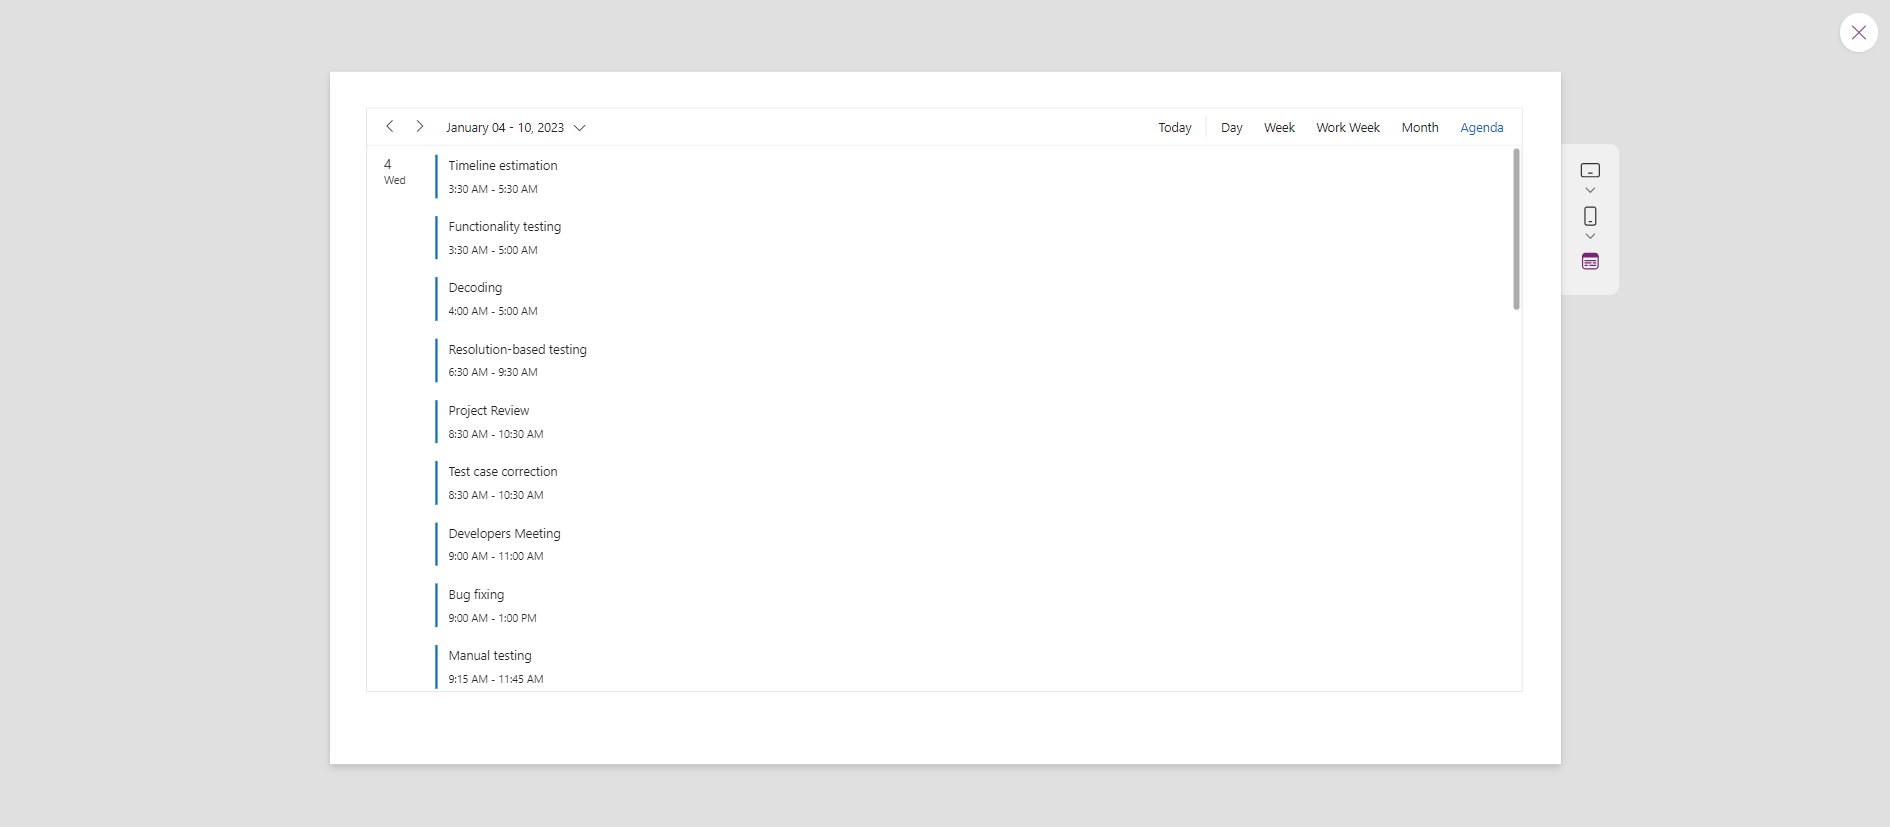 January 04 - 10, 2023
Today Day Week Work Week Month Agenda
4
Wed
Timeline estimation
3:30 AM - 5:30 AM
Functionality testing
3:30 AM - 5:00 AM
Decoding
4:00 AM - 5:00 AM
Resolution-based testing
6:30 AM - 9:30 AM
Project Review
8:30 AM - 10:30 AM
Test case correction
8:30 AM - 10:30 AM
Developers Meeting
9:00 AM - 11:00 AM
Bug fixing
9:00 AM - 1:00 PM
Manual testing
9:15 AM - 11:45 AM